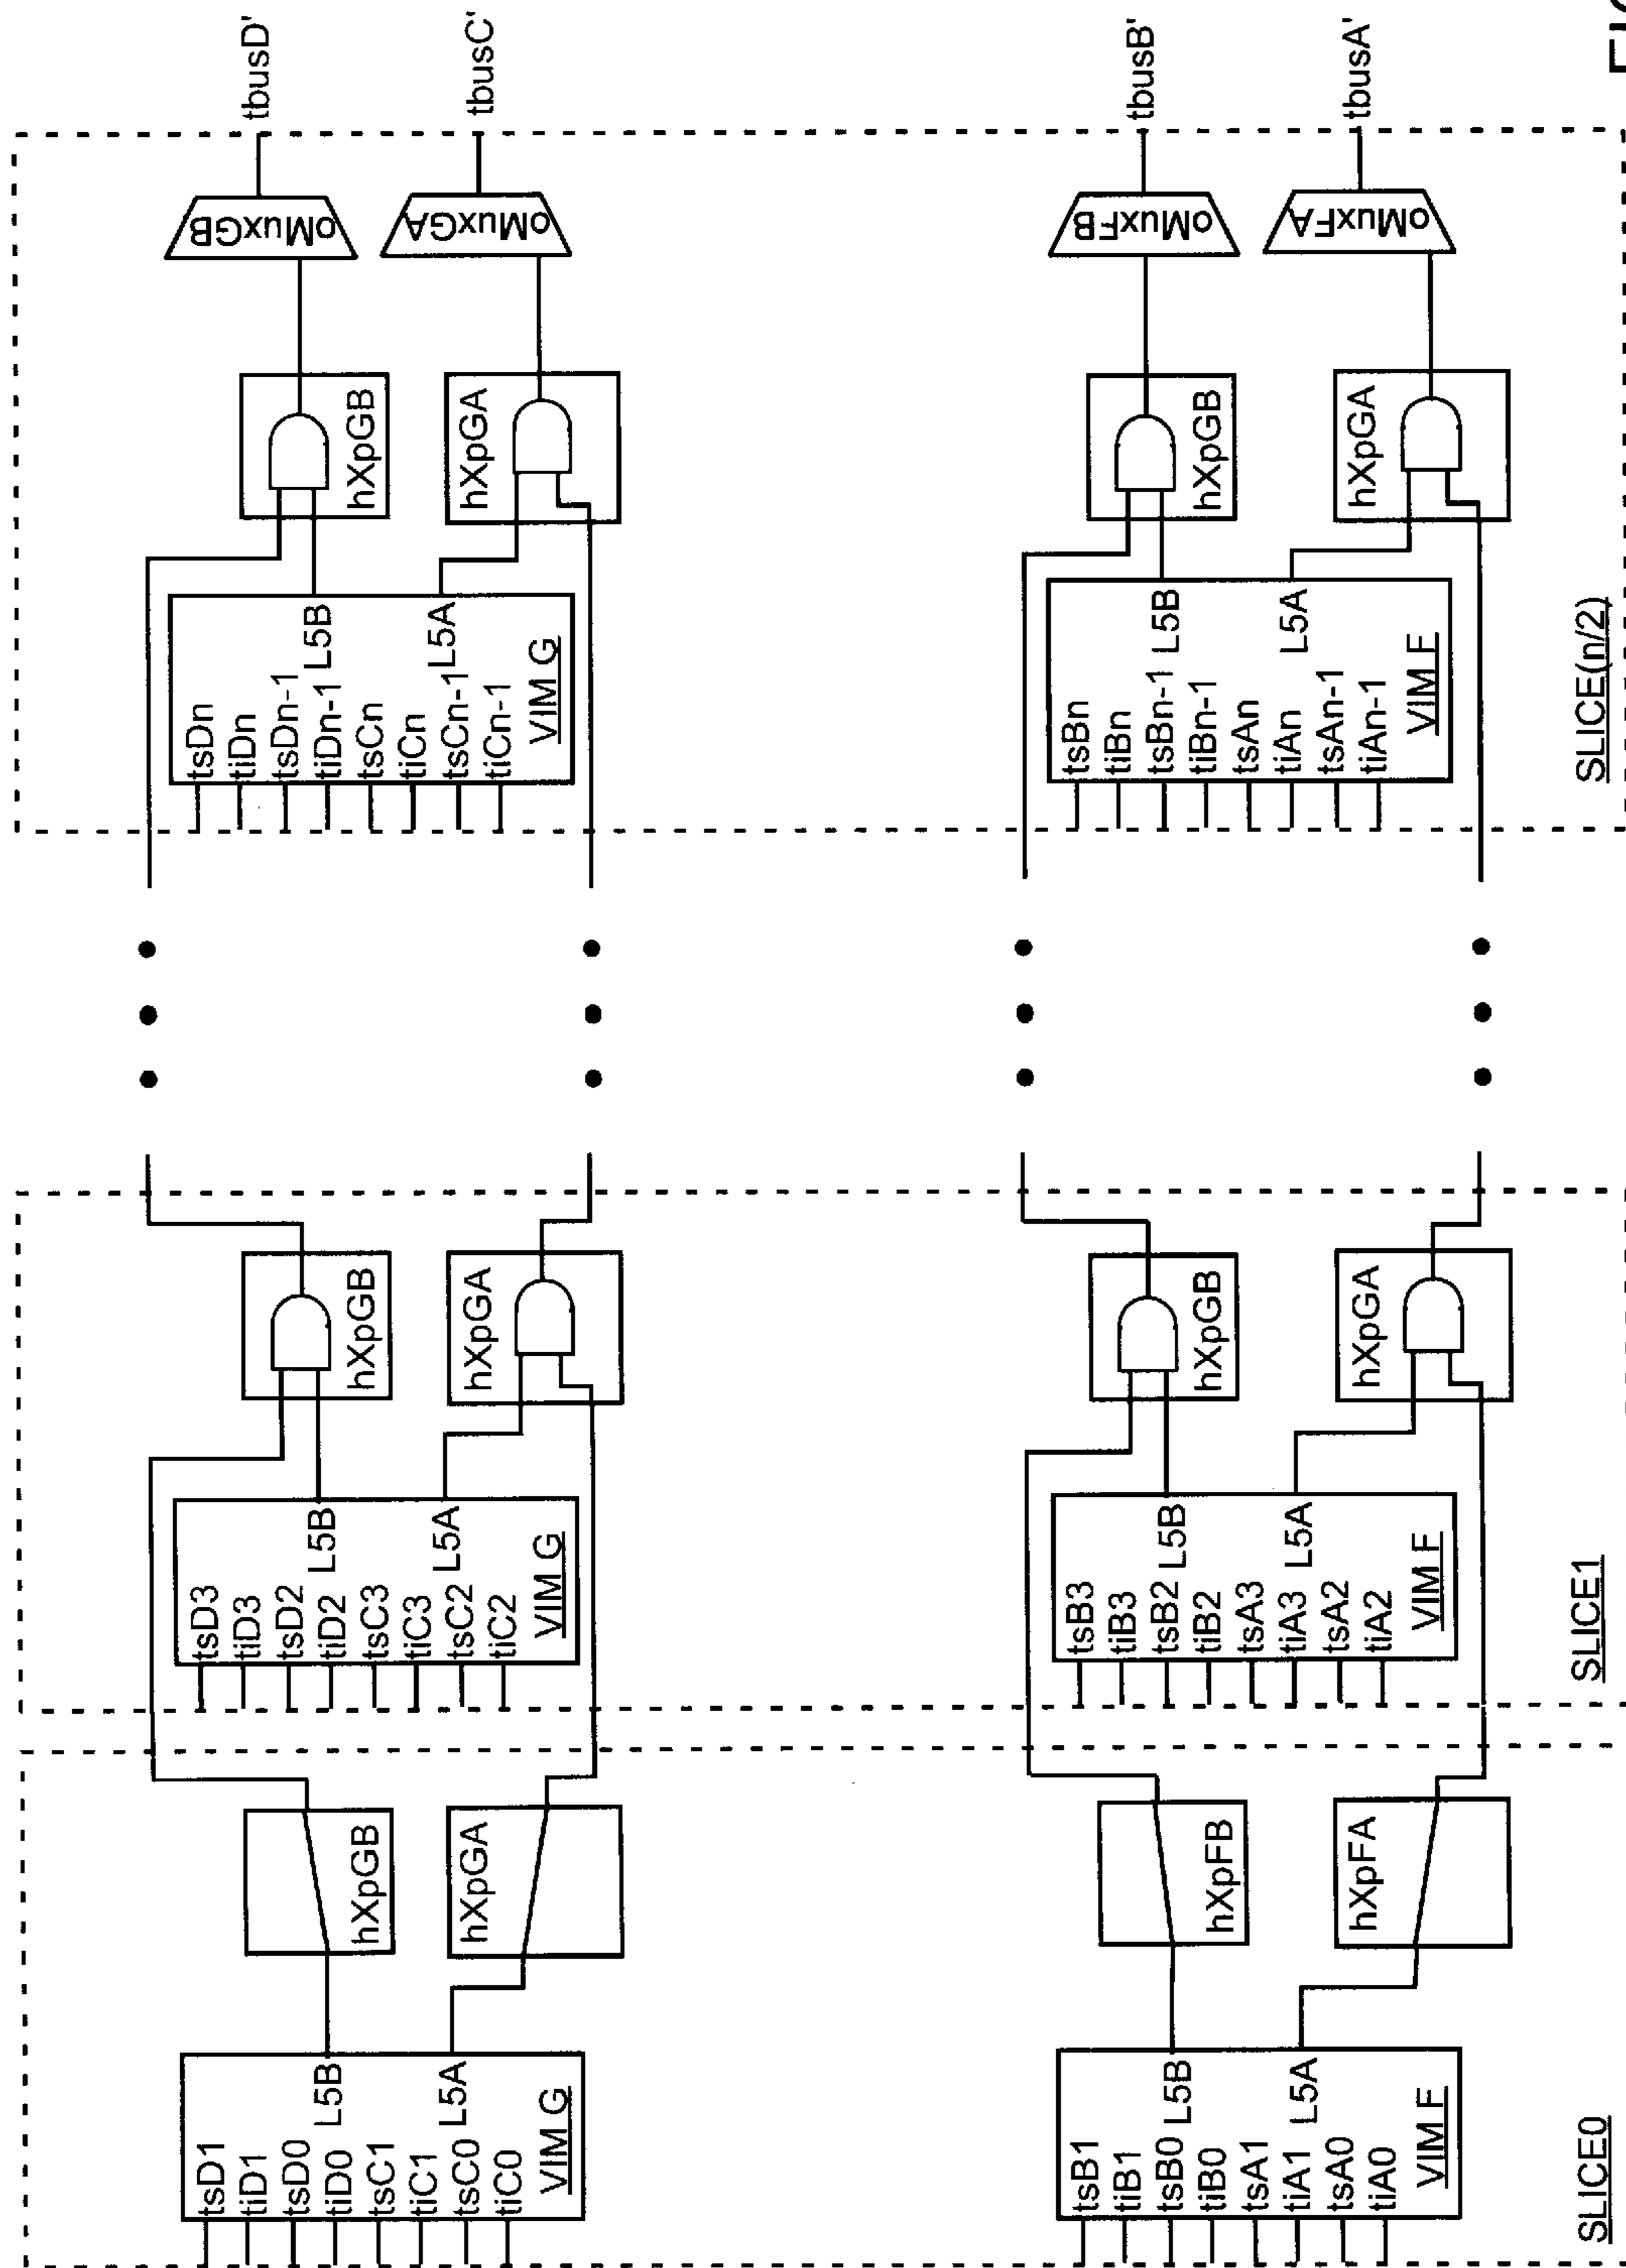 tsD1
tiD1
tsD0
L5B
tiD0
tsC1
tiC1
L5A
tsC0
tiC0
VIM G
hXpGB
hXpGA
tsB1
tiB1
tsB0
L5B
tiB0
tsA1
tiA1
L5A
tsA0
tiA0
VIM F
hXpFB
hXpFA
SLICE0
tsD3
tiD3
tsD2
L5B
tiD2
tsC3
tiC3
L5A
tsC2
tiC2
VIM G
hXpGB
hXpGA
tsB3
tiB3
tsB2
L5B
tiB2
tsA3
tiA3
L5A
tsA2
tiA2
VIM F
hXpGB
hXpGA
SLICE1
tsDn
tiDn
tsDn-1
L5B
tiDn-1
tsCn
tiCn
L5A
tsCn-1
tiCn-1
VIM G
hXpGB
hXpGA
oMuxGB
oMuxGA
tbusD'
tbusC'
tsBn
tiBn
tsBn-1
L5B
tiBn-1
tsAn
tiAn
L5A
tsAn-1
tiAn-1
VIM F
hXpGB
hXpGA
oMuxFB
oMuxFA
tbusB'
tbusA'
SLICE(n/2)